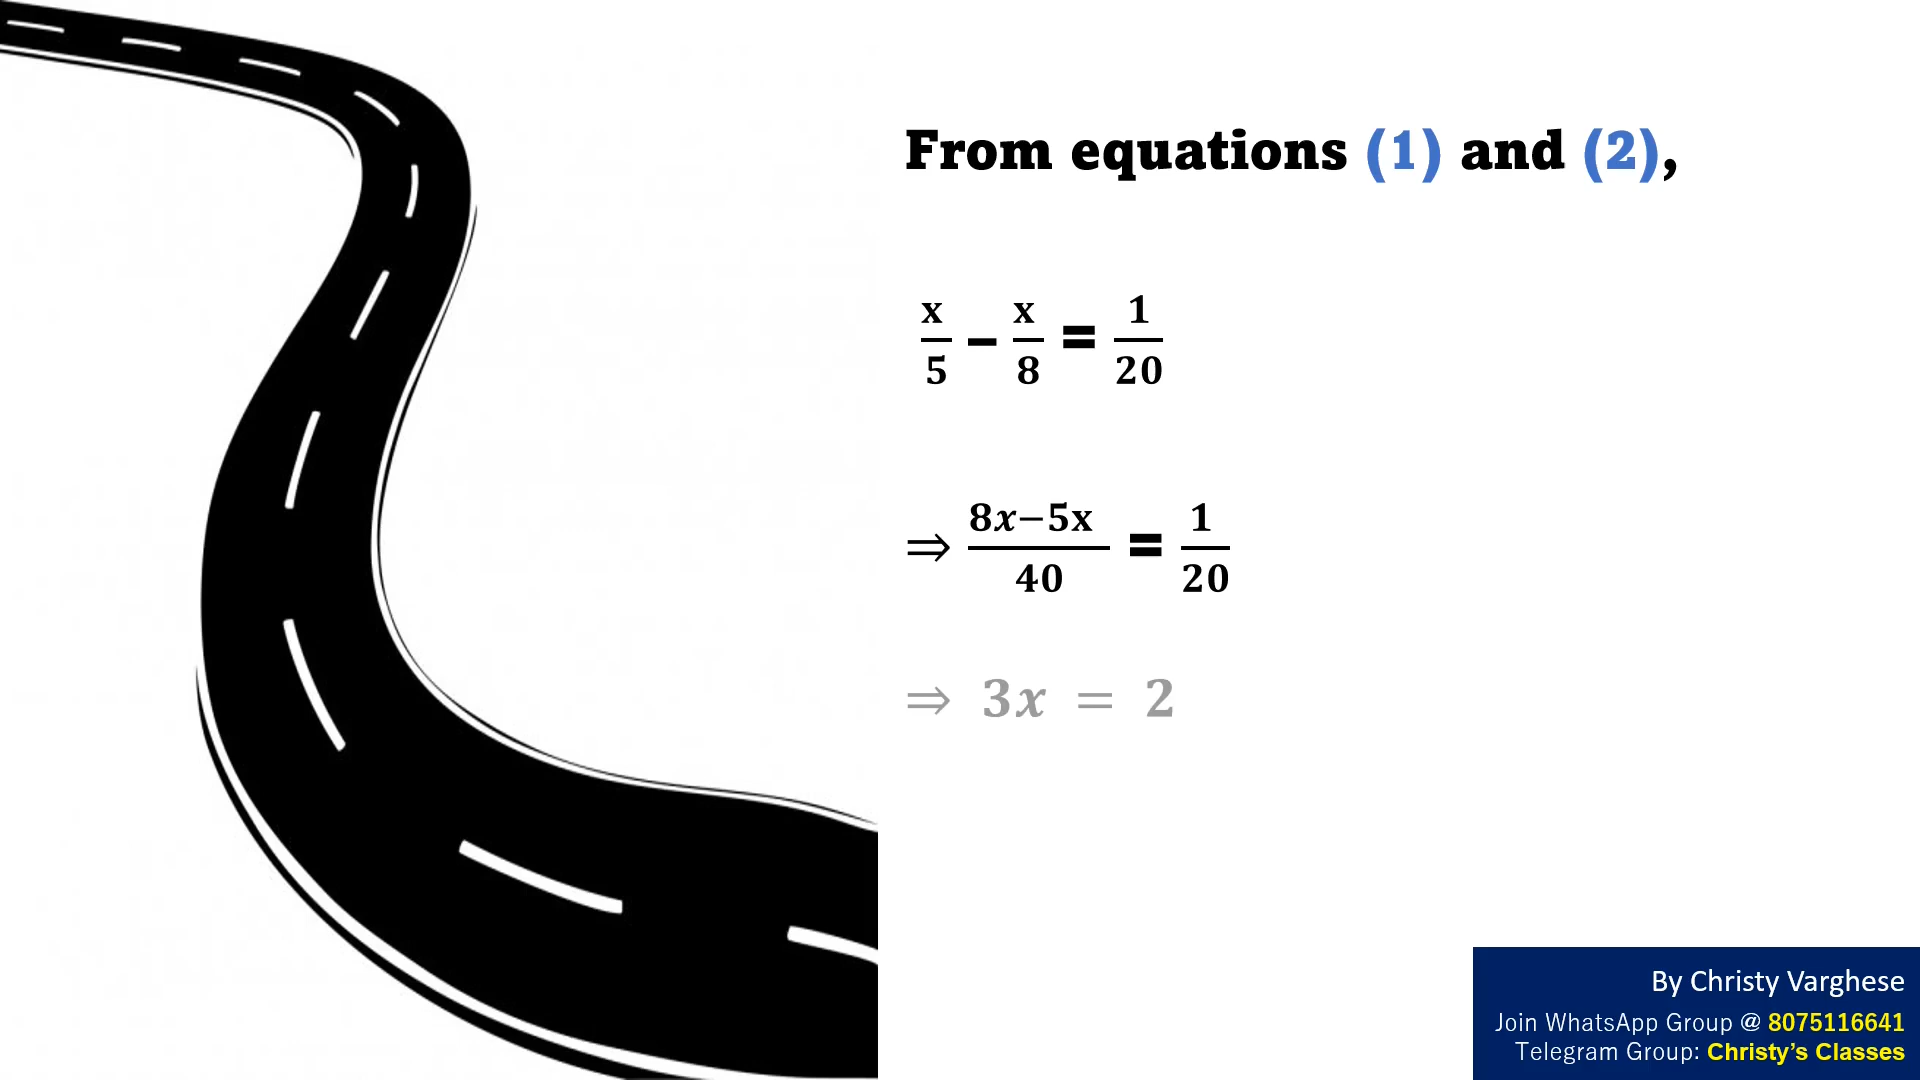 From equations (1) and (2),
x/5 – x/8 = 1/20
⇒ 8x−5x/40 = 1/20
⇒ 3x = 2
By Christy Varghese
Join WhatsApp Group @ 8075116641
Telegram Group: Christy’s Classes